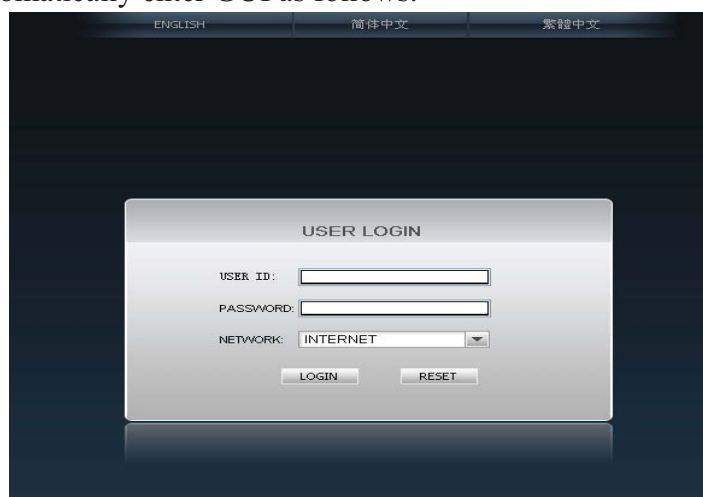 ENGLISH 简体中文 繁體中文
USER LOGIN
USER ID:
PASSWORD:
NETWORK: INTERNET
LOGIN RESET